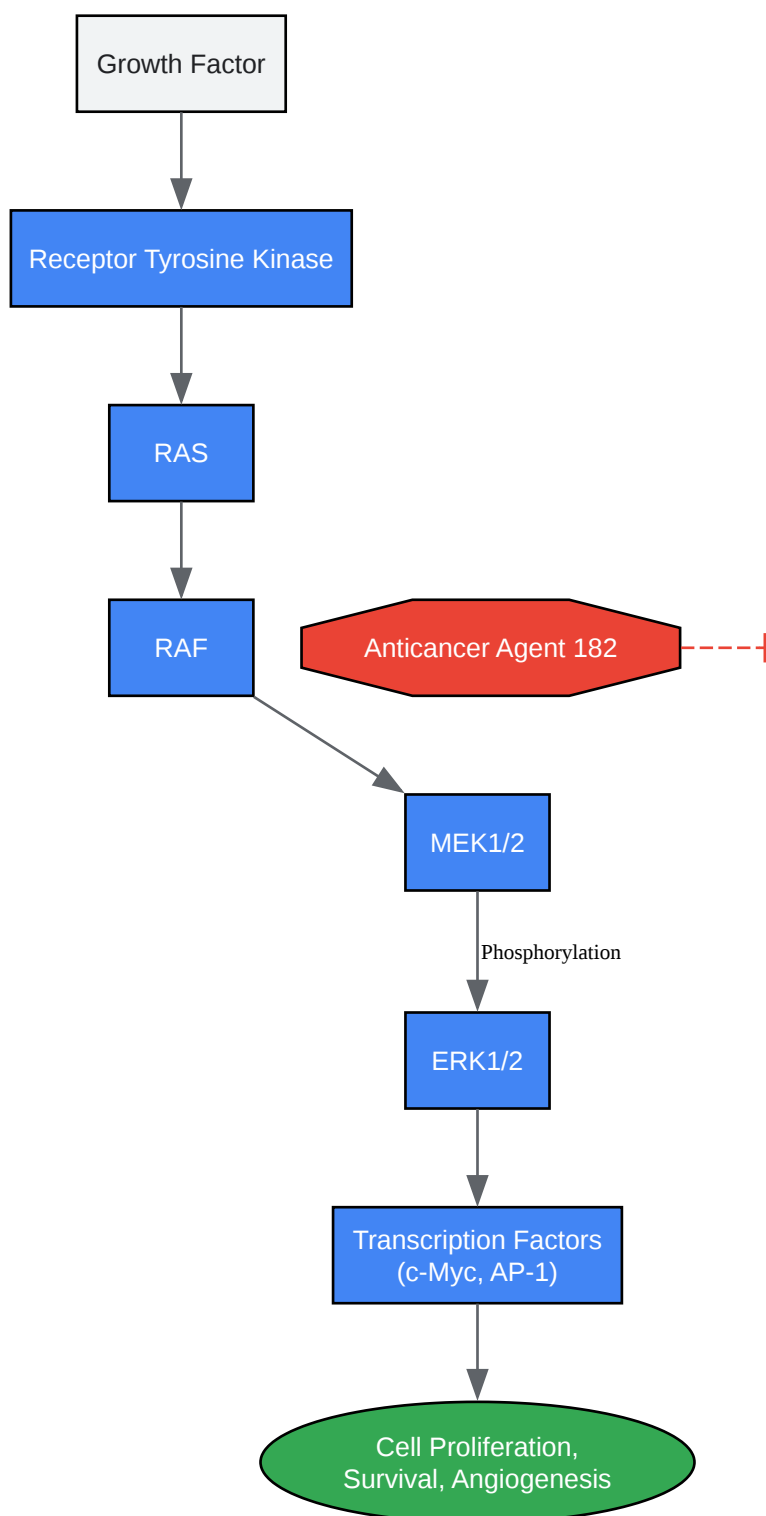 Growth Factor
Receptor Tyrosine Kinase
RAS
RAF
Anticancer Agent 182
MEK1/2
Phosphorylation
ERK1/2
Transcription Factors
(c-Myc, AP-1)
Cell Proliferation,
Survival, Angiogenesis